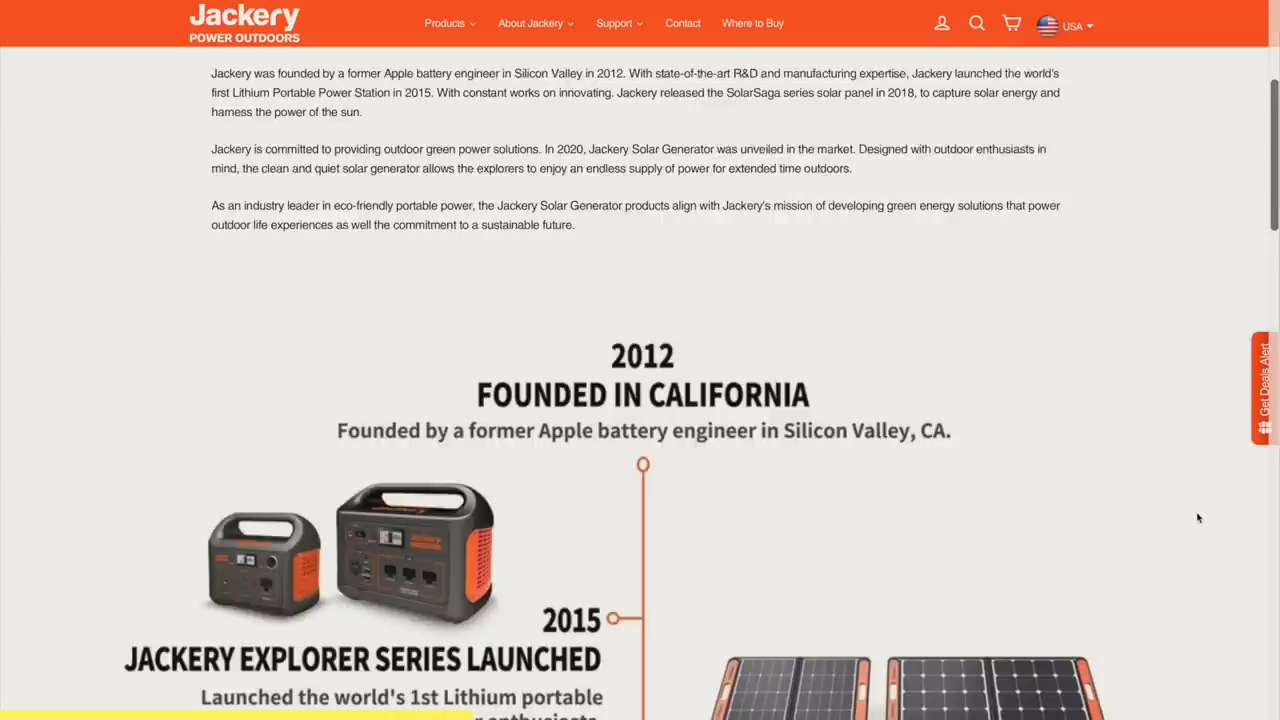 Jackery
POWER OUTDOORS
Products
About Jackery
Support
Contact
Where to Buy
USA
Jackery was founded by a former Apple battery engineer in Silicon Valley in 2012. With state-of-the-art R&D and manufacturing expertise, Jackery launched the world's
first Lithium Portable Power Station in 2015. With constant works on innovating. Jackery released the SolarSaga series solar panel in 2018, to capture solar energy and
harness the power of the sun.
Jackery is committed to providing outdoor green power solutions. In 2020, Jackery Solar Generator was unveiled in the market. Designed with outdoor enthusiasts in
mind, the clean and quiet solar generator allows the explorers to enjoy an endless supply of power for extended time outdoors.
As an industry leader in eco-friendly portable power, the Jackery Solar Generator products align with Jackery's mission of developing green energy solutions that power
outdoor life experiences as well the commitment to a sustainable future.
Get Deals Alert
2012
FOUNDED IN CALIFORNIA
Founded by a former Apple battery engineer in Silicon Valley, CA.
2015
JACKERY EXPLORER SERIES LAUNCHED
Launched the world's 1st Lithium portable
enthusiasts.